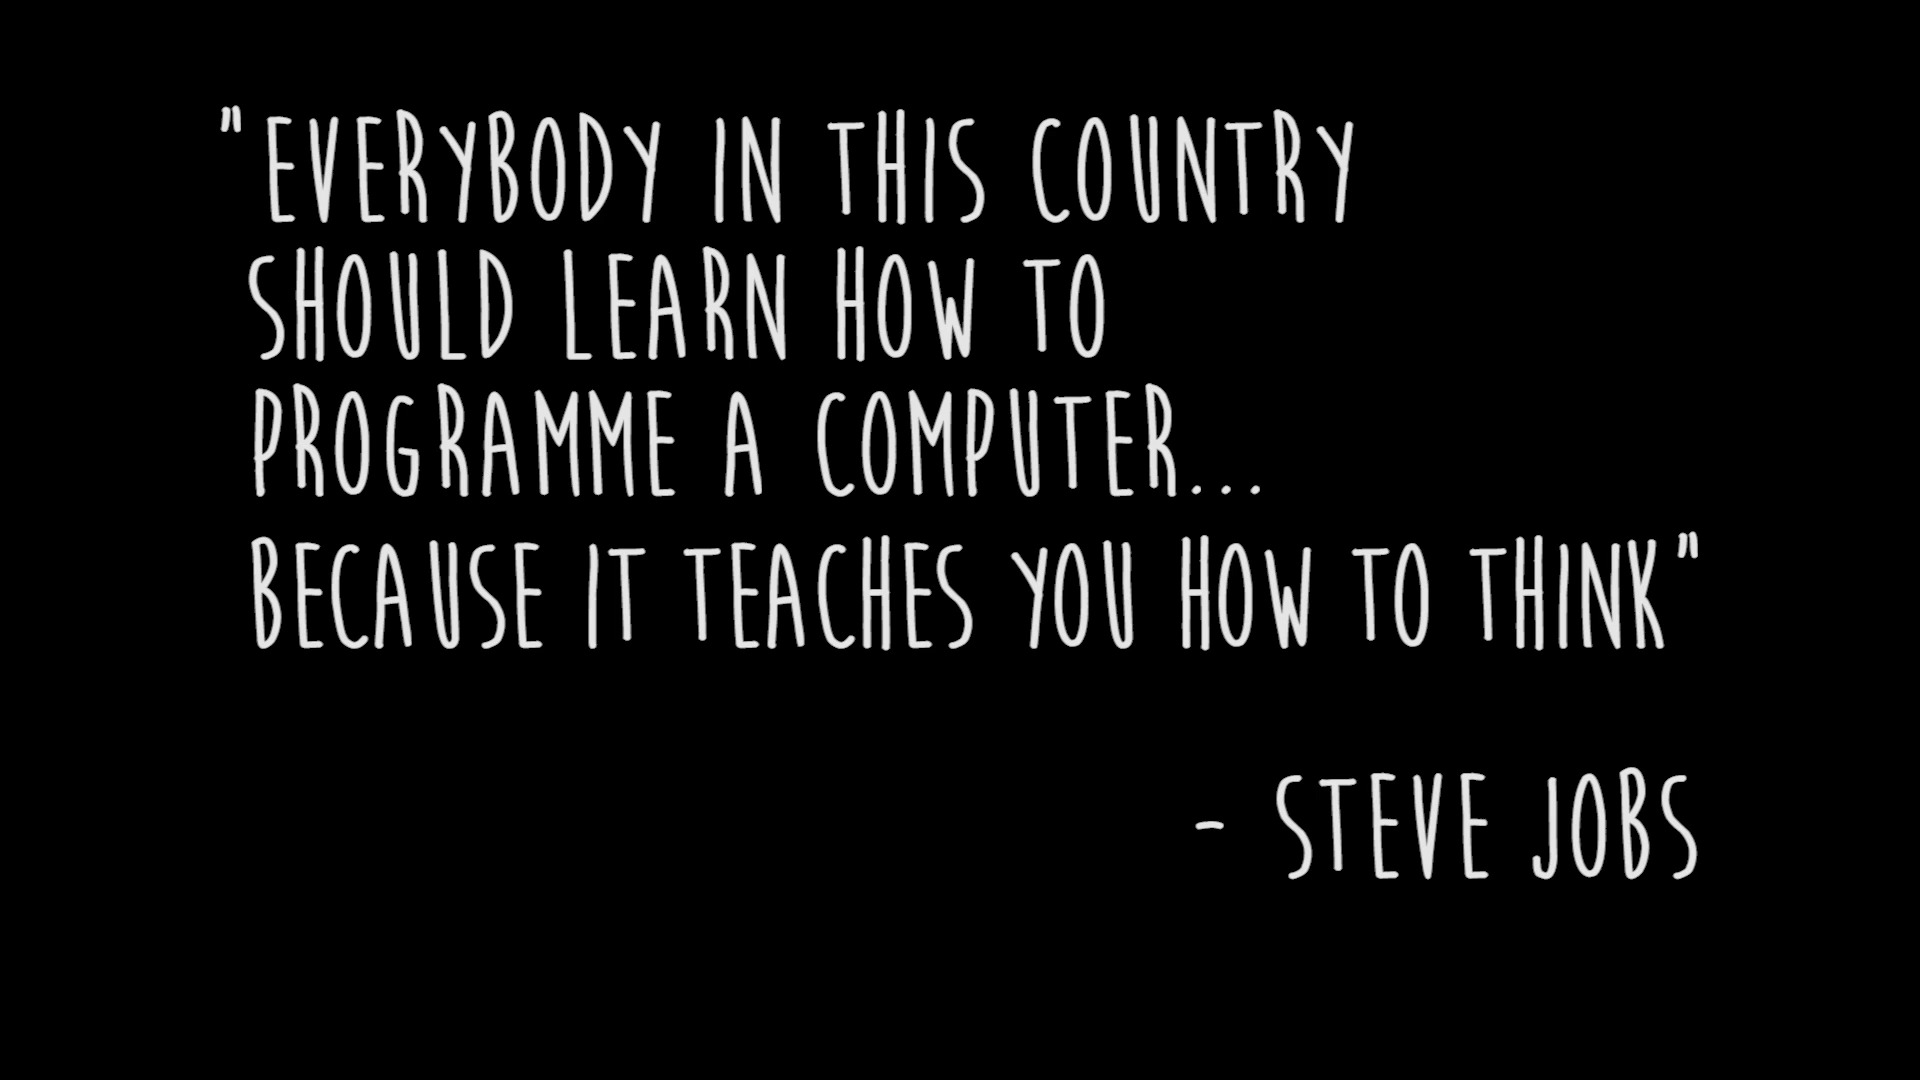 "EVERYBODY IN THIS COUNTRY
SHOULD LEARN HOW TO
PROGRAMME A COMPUTER...
BECAUSE IT TEACHES YOU HOW TO THINK"
- STEVE JOBS